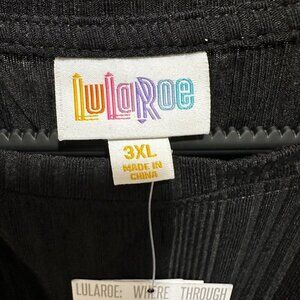 LuLaRoe
3XL
MADE IN
CHINA
LULAROE: WHERE THROUGH